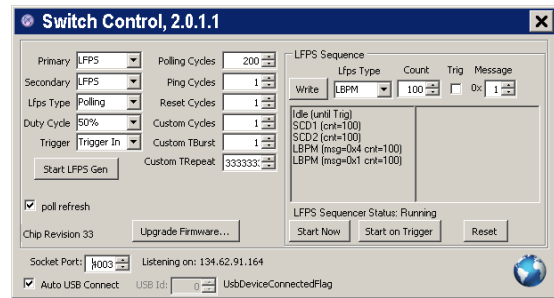 Switch Control, 2.0.1.1
Primary LFPS
Secondary LFPS
Lfps Type Polling
Duty Cycle 50%
Trigger Trigger In
Start LFPS Gen
poll refresh
Chip Revision 33
Polling Cycles 200
Ping Cycles 1
Reset Cycles 1
Custom Cycles 1
Custom TBurst 1
Custom TRepeat
Upgrade Firmware...
LFPS Sequence
Lfps Type Count Trig Message
Write LBPM 100 0x 1
Idle (until Trig)
SCD1 (cnt=100)
SCD2 (cnt=100)
LBPM (msg=0x4 cnt=100)
LBPM (msg=0x1 cnt=100)
LFPS Sequencer Status: Running
Start Now Start on Trigger Reset
Socket Port: 4003 Listening on: 134.62.91.164
Auto USB Connect USB Id: 0 UsbDeviceConnectedFlag